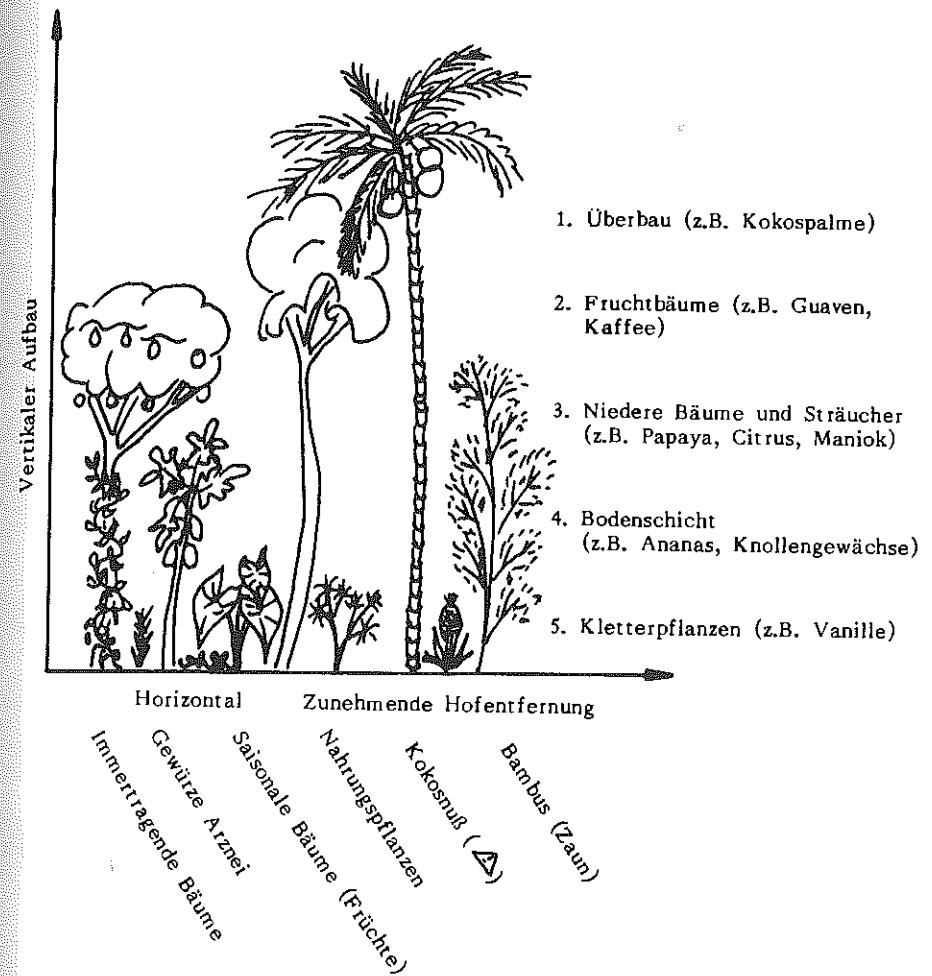 Vertikaler Aufbau
1. Überbau (z.B. Kokospalme)
2. Fruchtbäume (z.B. Guaven,
Kaffee)
3. Niedere Bäume und Sträucher
(z.B. Papaya, Citrus, Maniok)
4. Bodenschicht
(z.B. Ananas, Knollengewächse)
5. Kletterpflanzen (z.B. Vanille)
Horizontal Zunehmende Hofentfernung
Immertragende Bäume
Gewürze Arznei
Saisonale Bäume (Früchte)
Nahrungspflanzen
Kokosnuß (⚠)
Bambus (Zaun)